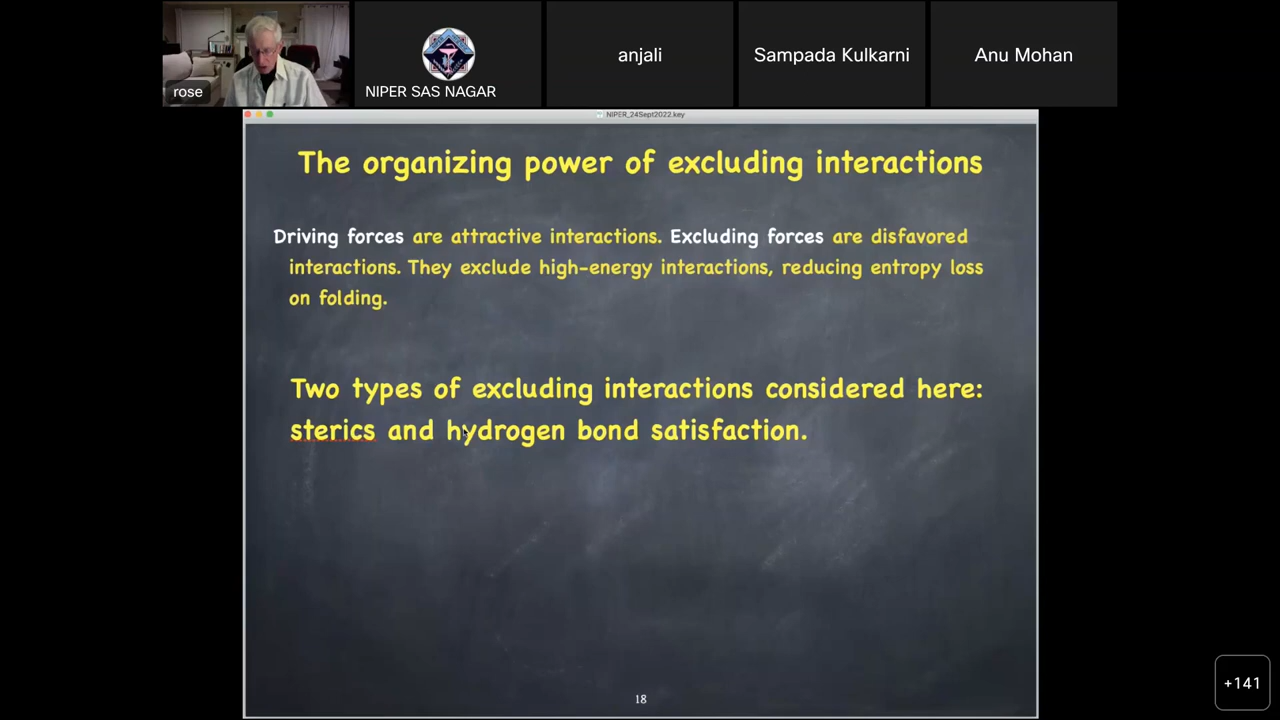 rose
NIPER SAS NAGAR
anjali
Sampada Kulkarni
Anu Mohan
NIPER_24Sept2022.key
The organizing power of excluding interactions
Driving forces are attractive interactions. Excluding forces are disfavored
interactions. They exclude high-energy interactions, reducing entropy loss
on folding.
Two types of excluding interactions considered here:
sterics and hydrogen bond satisfaction.
18
+141